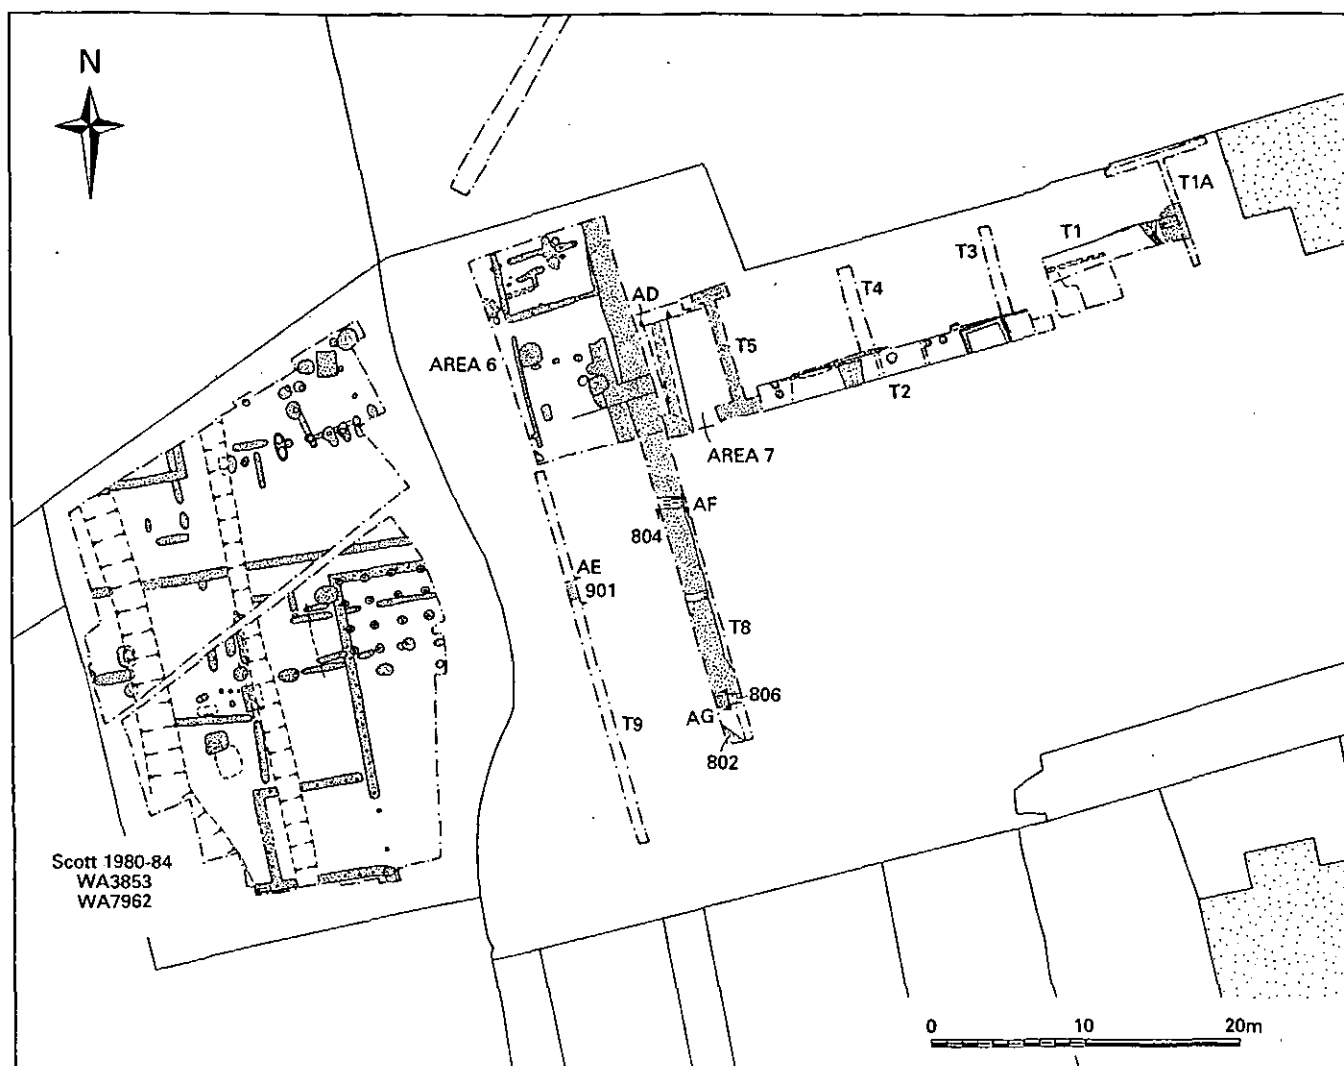 N
T1A
T1
T3
T4
AD
T5
AREA 6
T2
AREA 7
AF
804
AE
901
T8
806
AG
T9
802
Scott 1980-84
WA3853
WA7962
0 10 20m